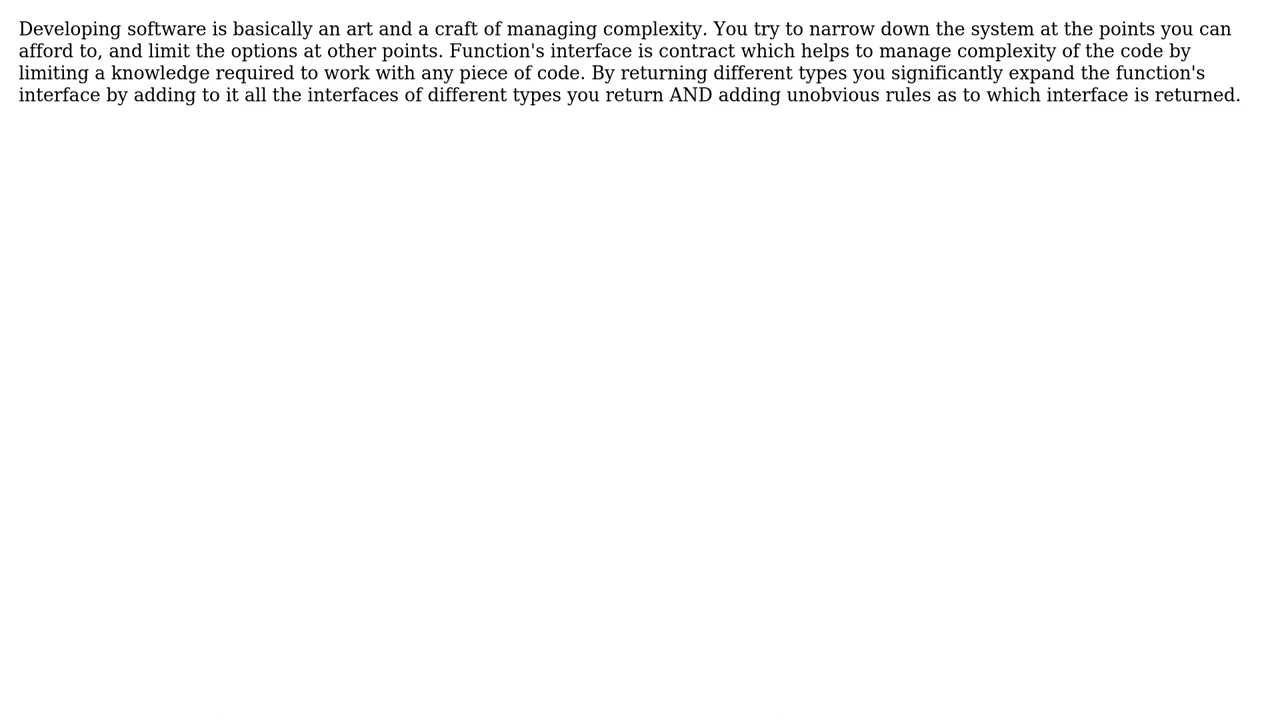 Developing software is basically an art and a craft of managing complexity. You try to narrow down the system at the points you can
afford to, and limit the options at other points. Function's interface is contract which helps to manage complexity of the code by
limiting a knowledge required to work with any piece of code. By returning different types you significantly expand the function's
interface by adding to it all the interfaces of different types you return AND adding unobvious rules as to which interface is returned.